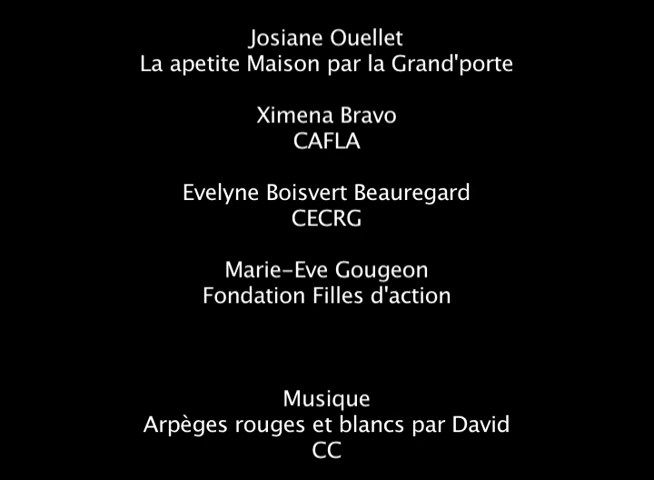 Josiane Ouellet
La apetite Maison par la Grand'porte
Ximena Bravo
CAFLA
Evelyne Boisvert Beauregard
CECRG
Marie-Eve Gougeon
Fondation Filles d'action
Musique
Arpèges rouges et blancs par David
CC